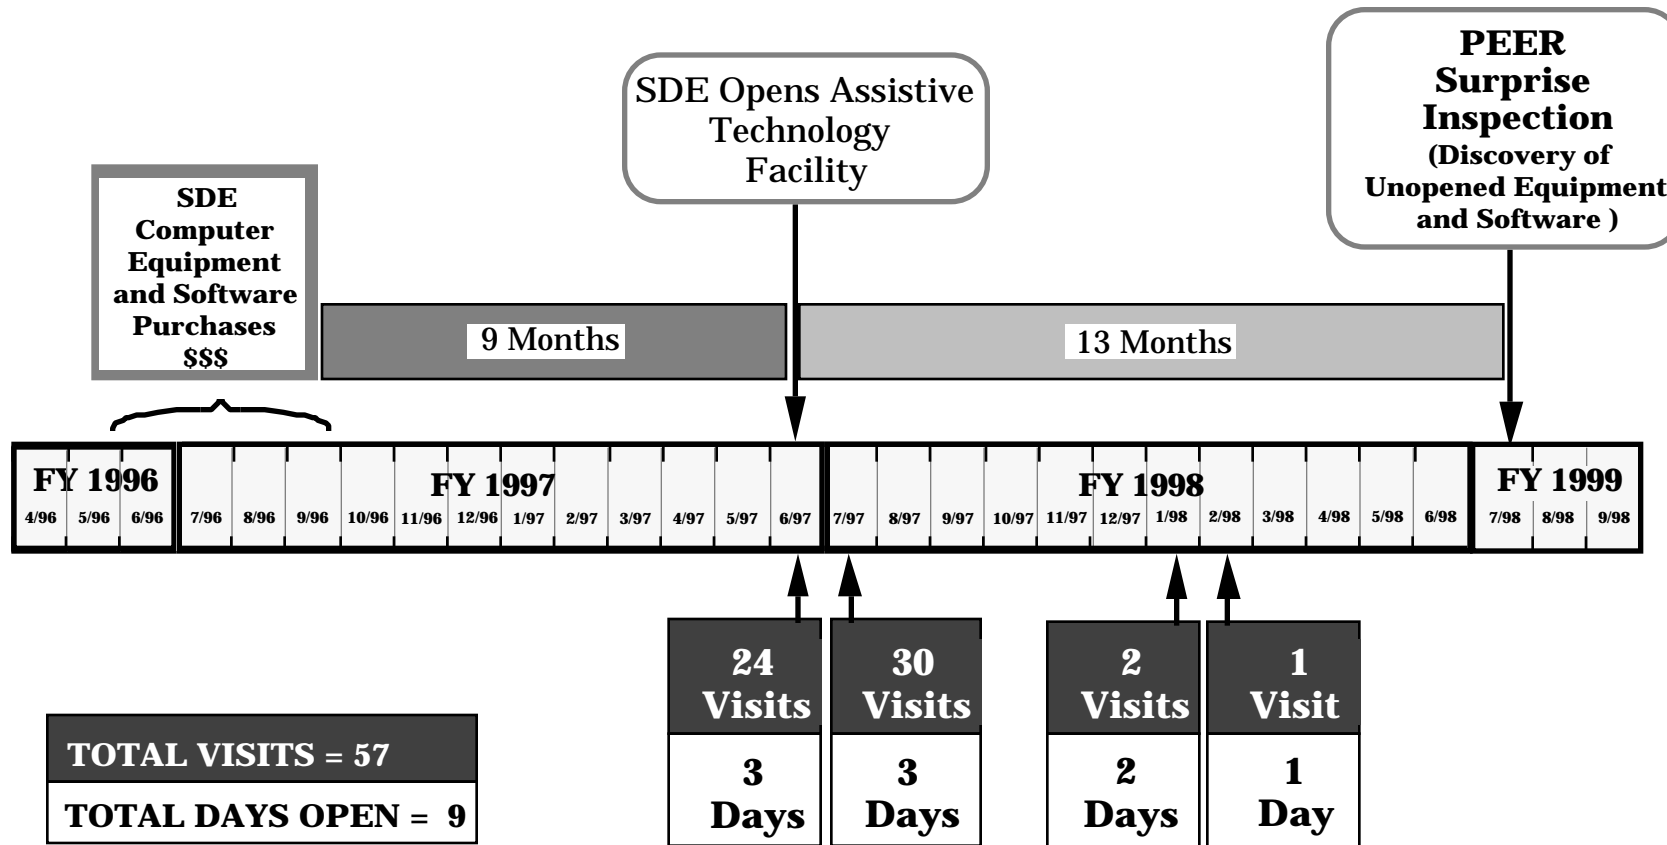 PEER
Surprise
Inspection
(Discovery of
Unopened Equipment
and Software )
SDE Opens Assistive
Technology
Facility
SDE
Computer
Equipment
and Software
Purchases
$$$
9 Months
13 Months
FY 1996
FY 1997
FY 1998
FY 1999
4/96 5/96 6/96 7/96 8/96 9/96 10/96 11/96 12/96 1/97 2/97 3/97 4/97 5/97 6/97 7/97 8/97 9/97 10/97 11/97 12/97 1/98 2/98 3/98 4/98 5/98 6/98 7/98 8/98 9/98
24
Visits
3
Days
30
Visits
3
Days
2
Visits
2
Days
1
Visit
1
Day
TOTAL VISITS = 57
TOTAL DAYS OPEN = 9